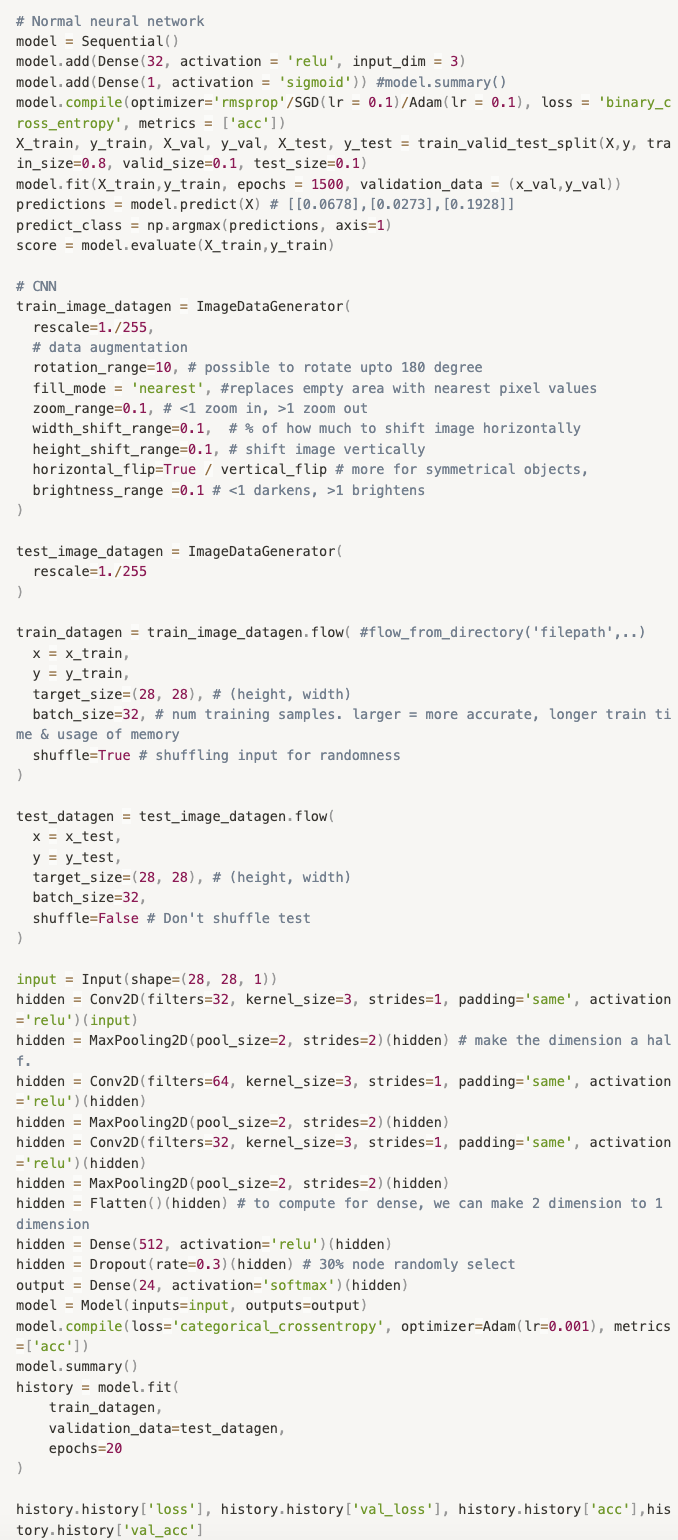 # Normal neural network
model = Sequential()
model.add(Dense(32, activation = 'relu', input_dim = 3)
model.add(Dense(1, activation = 'sigmoid')) #model.summary()
model.compile(optimizer='rmsprop'/SGD(lr = 0.1)/Adam(lr = 0.1), loss = 'binary_c
ross_entropy', metrics = ['acc'])
X_train, y_train, X_val, y_val, X_test, y_test = train_valid_test_split(X,y, tra
in_size=0.8, valid_size=0.1, test_size=0.1)
model.fit(X_train,y_train, epochs = 1500, validation_data = (x_val,y_val))
predictions = model.predict(X) # [[0.0678],[0.0273],[0.1928]]
predict_class = np.argmax(predictions, axis=1)
score = model.evaluate(X_train,y_train)

# CNN
train_image_datagen = ImageDataGenerator(
  rescale=1./255,
  # data augmentation
  rotation_range=10, # possible to rotate upto 180 degree
  fill_mode = 'nearest', #replaces empty area with nearest pixel values
  zoom_range=0.1, # <1 zoom in, >1 zoom out
  width_shift_range=0.1,  # % of how much to shift image horizontally
  height_shift_range=0.1, # shift image vertically
  horizontal_flip=True / vertical_flip # more for symmetrical objects,
  brightness_range =0.1 # <1 darkens, >1 brightens
)

test_image_datagen = ImageDataGenerator(
  rescale=1./255
)

train_datagen = train_image_datagen.flow( #flow_from_directory('filepath',..)
  x = x_train,
  y = y_train,
  target_size=(28, 28), # (height, width)
  batch_size=32, # num training samples. larger = more accurate, longer train ti
me & usage of memory
  shuffle=True # shuffling input for randomness
)

test_datagen = test_image_datagen.flow(
  x = x_test,
  y = y_test,
  target_size=(28, 28), # (height, width)
  batch_size=32,
  shuffle=False # Don't shuffle test
)

input = Input(shape=(28, 28, 1))
hidden = Conv2D(filters=32, kernel_size=3, strides=1, padding='same', activation
='relu')(input)
hidden = MaxPooling2D(pool_size=2, strides=2)(hidden) # make the dimension a hal
f.
hidden = Conv2D(filters=64, kernel_size=3, strides=1, padding='same', activation
='relu')(hidden)
hidden = MaxPooling2D(pool_size=2, strides=2)(hidden)
hidden = Conv2D(filters=32, kernel_size=3, strides=1, padding='same', activation
='relu')(hidden)
hidden = MaxPooling2D(pool_size=2, strides=2)(hidden)
hidden = Flatten()(hidden) # to compute for dense, we can make 2 dimension to 1
dimension
hidden = Dense(512, activation='relu')(hidden)
hidden = Dropout(rate=0.3)(hidden) # 30% node randomly select
output = Dense(24, activation='softmax')(hidden)
model = Model(inputs=input, outputs=output)
model.compile(loss='categorical_crossentropy', optimizer=Adam(lr=0.001), metrics
=['acc'])
model.summary()
history = model.fit(
    train_datagen,
    validation_data=test_datagen,
    epochs=20
)

history.history['loss'], history.history['val_loss'], history.history['acc'],his
tory.history['val_acc']